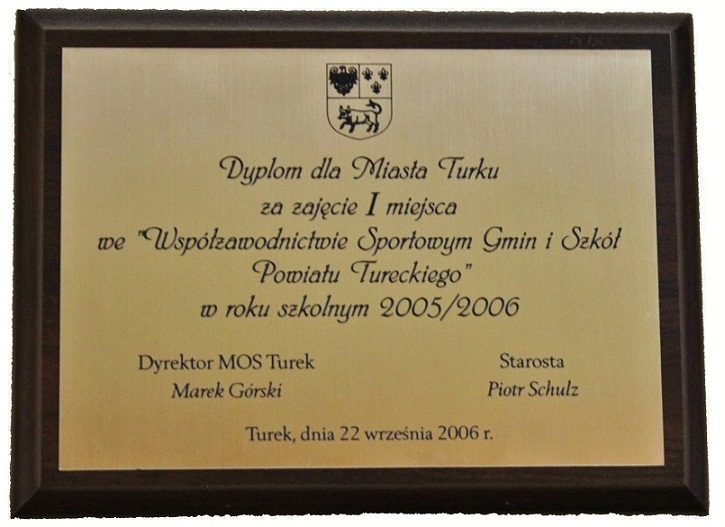 Dyplom dla Miasta Turku
za zajęcie I miejsca
we "Współzawodnictwie Sportowym Gmin i Szkół
Powiatu Tureckiego"
w roku szkolnym 2005/2006
Dyrektor MOS Turek
Marek Górski
Starosta
Piotr Schulz
Turek, dnia 22 września 2006 r.